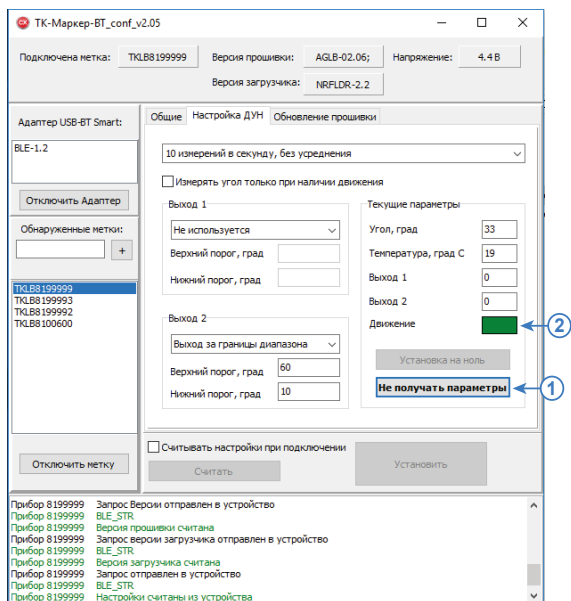 ТК-Маркер-BT_conf_v2.05
Подключена метка: TKLB8199999 Версия прошивки: AGLB-02.06; Напряжение: 4.4 В
Версия загрузчика: NRFLDR-2.2
Адаптер USB-BT Smart:
BLE-1.2
Отключить Адаптер
Обнаруженные метки:
+
TKLB8199999
TKLB8199993
TKLB8199992
TKLB8100600
Отключить метку
Общие Настройка ДУН Обновление прошивки
10 измерений в секунду, без усреднения
Измерять угол только при наличии движения
Выход 1
Не используется
Верхний порог, град
Нижний порог, град
Выход 2
Выход за границы диапазона
Верхний порог, град 60
Нижний порог, град 10
Текущие параметры
Угол, град 33
Температура, град С 19
Выход 1 0
Выход 2 0
Движение
2
Установка на ноль
Не получать параметры
1
Считывать настройки при подключении
Считать
Установить
Прибор 8199999 Запрос Версии отправлен в устройство
Прибор 8199999 BLE_STR
Прибор 8199999 Версия прошивки считана
Прибор 8199999 Запрос версии загрузчика отправлен в устройство
Прибор 8199999 BLE_STR
Прибор 8199999 Версия загрузчика считана
Прибор 8199999 Запрос отправлен в устройство
Прибор 8199999 BLE_STR
Прибор 8199999 Настройки считаны из устройства